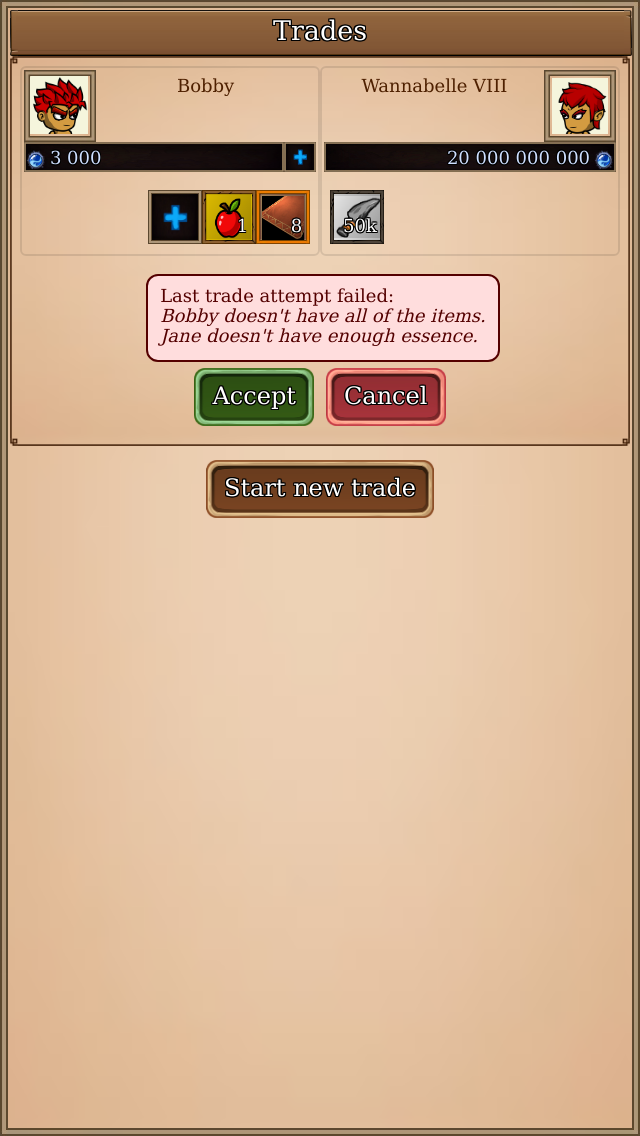 Trades
Bobby
Wannabelle VIII
3 000
20 000 000 000
1
8
50k
Last trade attempt failed:
Bobby doesn't have all of the items.
Jane doesn't have enough essence.
Accept
Cancel
Start new trade